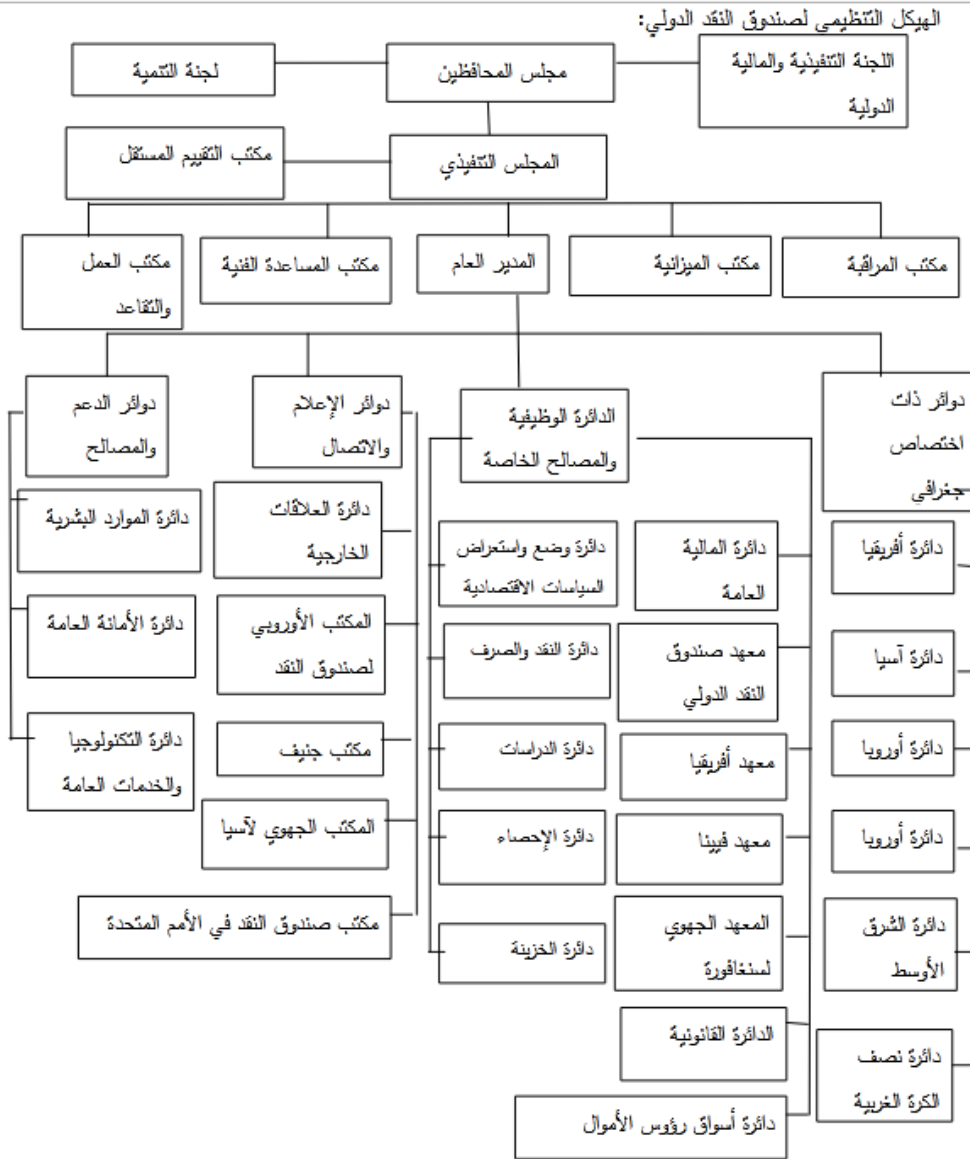 الهيكل التنظيمي لصندوق النقد الدولي:
اللجنة التنفيذية والمالية
الدولية
مجلس المحافظين
لجنة التنمية
المجلس التنفيذي
مكتب التقييم المستقل
مكتب المراقبة
مكتب الميزانية
المدير العام
مكتب المساعدة الفنية
مكتب العمل
والتقاعد
دوائر ذات
اختصاص
جغرافي
الدائرة الوظيفية
والمصالح الخاصة
دوائر الإعلام
والاتصال
دوائر الدعم
والمصالح
دائرة أفريقيا
دائرة آسيا
دائرة أوروبا
دائرة أوروبا
دائرة الشرق
الأوسط
دائرة نصف
الكرة الغربية
دائرة المالية
العامة
معهد صندوق
النقد الدولي
معهد أفريقيا
معهد فيينا
المعهد الجهوي
لسنغافورة
الدائرة القانونية
دائرة أسواق رؤوس الأموال
دائرة وضع واستعراض
السياسات الاقتصادية
دائرة النقد والصرف
دائرة الدراسات
دائرة الإحصاء
دائرة الخزينة
دائرة العلاقات
الخارجية
المكتب الأوروبي
لصندوق النقد
مكتب جنيف
المكتب الجهوي لآسيا
مكتب صندوق النقد في الأمم المتحدة
دائرة الموارد البشرية
دائرة الأمانة العامة
دائرة التكنولوجيا
والخدمات العامة